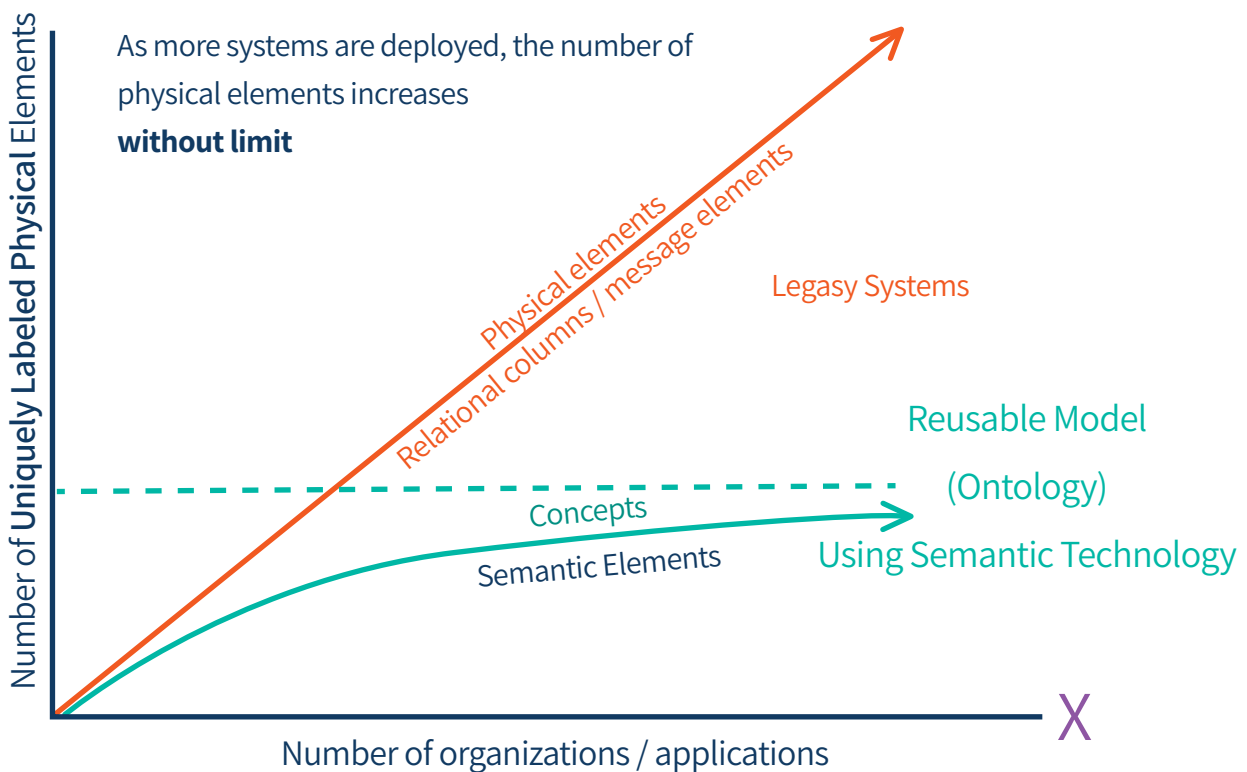 As more systems are deployed, the number of
physical elements increases
without limit
Number of Uniquely Labeled Physical Elements
Physical elements
Relational columns / message elements
Legasy Systems
Reusable Model
(Ontology)
Using Semantic Technology
Concepts
Semantic Elements
X
Number of organizations / applications